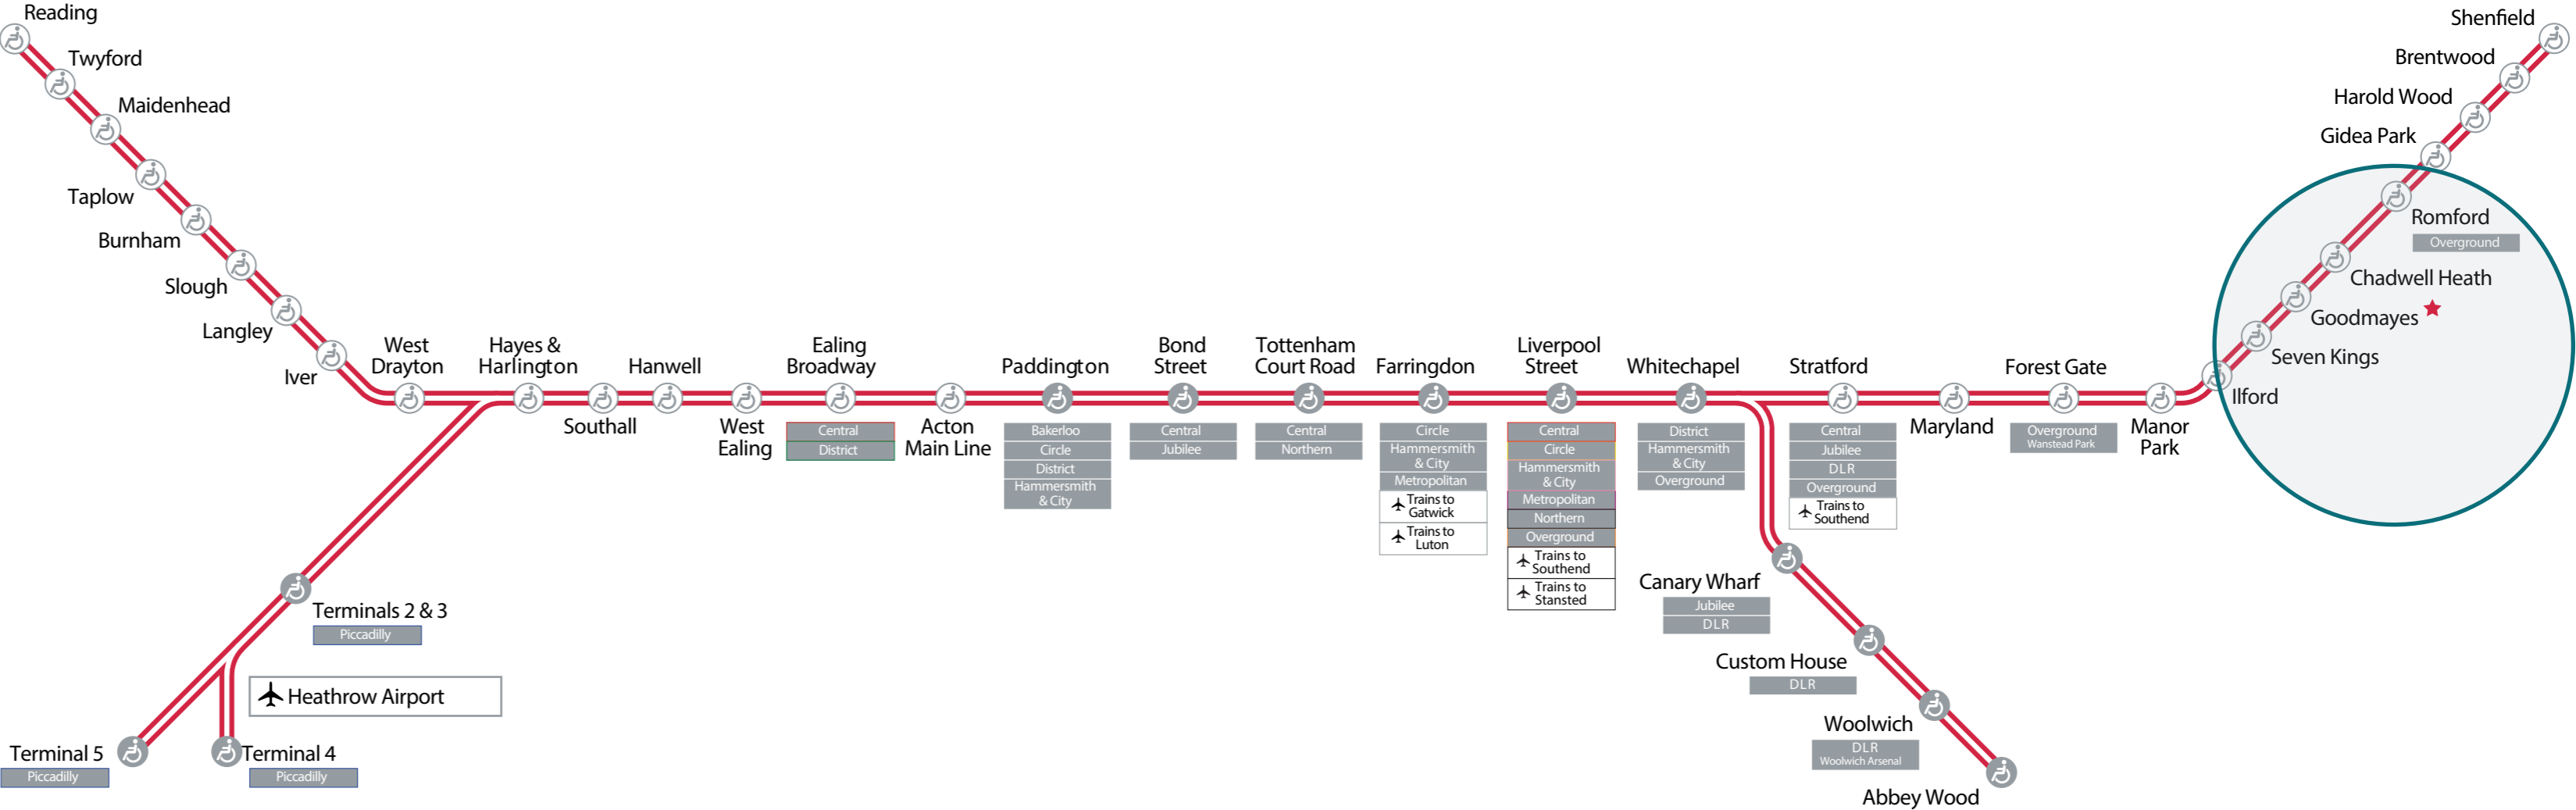 Reading
Twyford
Maidenhead
Taplow
Burnham
Slough
Langley
Iver
West
Drayton
Hayes &
Harlington
Southall
Hanwell
West
Ealing
Ealing
Broadway
Central
District
Acton
Main Line
Paddington
Bakerloo
Circle
District
Hammersmith
& City
Bond
Street
Central
Jubilee
Tottenham
Court Road
Central
Northern
Farringdon
Circle
Hammersmith
& City
Metropolitan
Trains to
Gatwick
Trains to
Luton
Liverpool
Street
Central
Circle
Hammersmith
& City
Metropolitan
Northern
Overground
Trains to
Southend
Trains to
Stansted
Whitechapel
District
Hammersmith
& City
Overground
Stratford
Central
Jubilee
DLR
Overground
Trains to
Southend
Maryland
Forest Gate
Overground
Wanstead Park
Manor
Park
Ilford
Seven Kings
Goodmayes
Chadwell Heath
Romford
Overground
Gidea Park
Harold Wood
Brentwood
Shenfield
Canary Wharf
Jubilee
DLR
Custom House
DLR
Woolwich
DLR
Woolwich Arsenal
Abbey Wood
Terminals 2 & 3
Piccadilly
Heathrow Airport
Terminal 5
Piccadilly
Terminal 4
Piccadilly